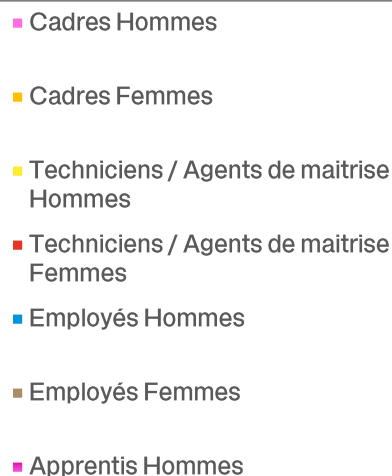 Cadres Hommes
Cadres Femmes
Techniciens / Agents de maitrise
Hommes
Techniciens / Agents de maitrise
Femmes
Employés Hommes
Employés Femmes
Apprentis Hommes